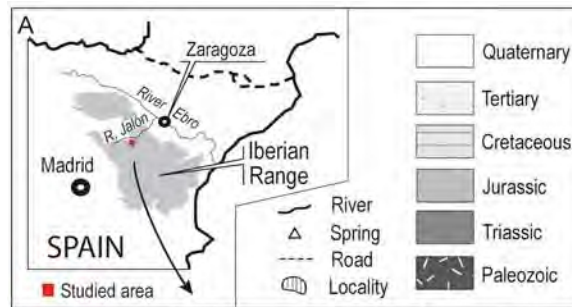 A
Zaragoza
River Ebro
R. Jalón
Madrid
Iberian
Range
SPAIN
Studied area
River
Spring
Road
Locality
Quaternary
Tertiary
Cretaceous
Jurassic
Triassic
Paleozoic